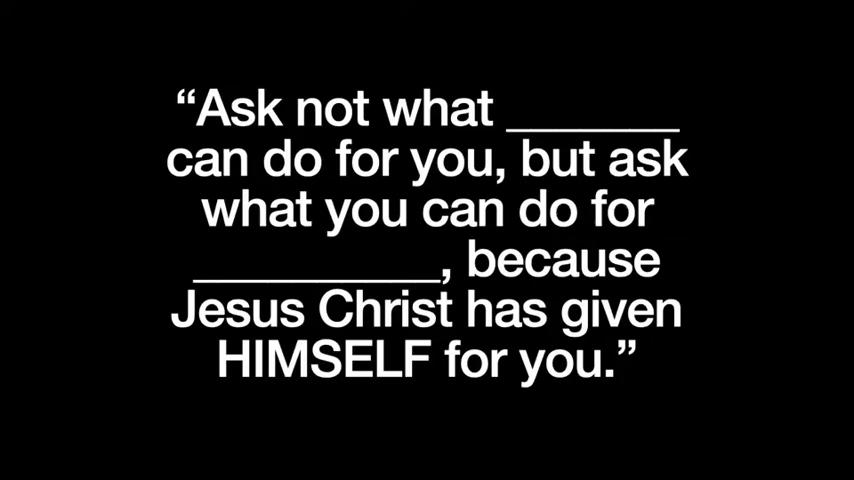 “Ask not what _______
can do for you, but ask
what you can do for
__________, because
Jesus Christ has given
HIMSELF for you.”